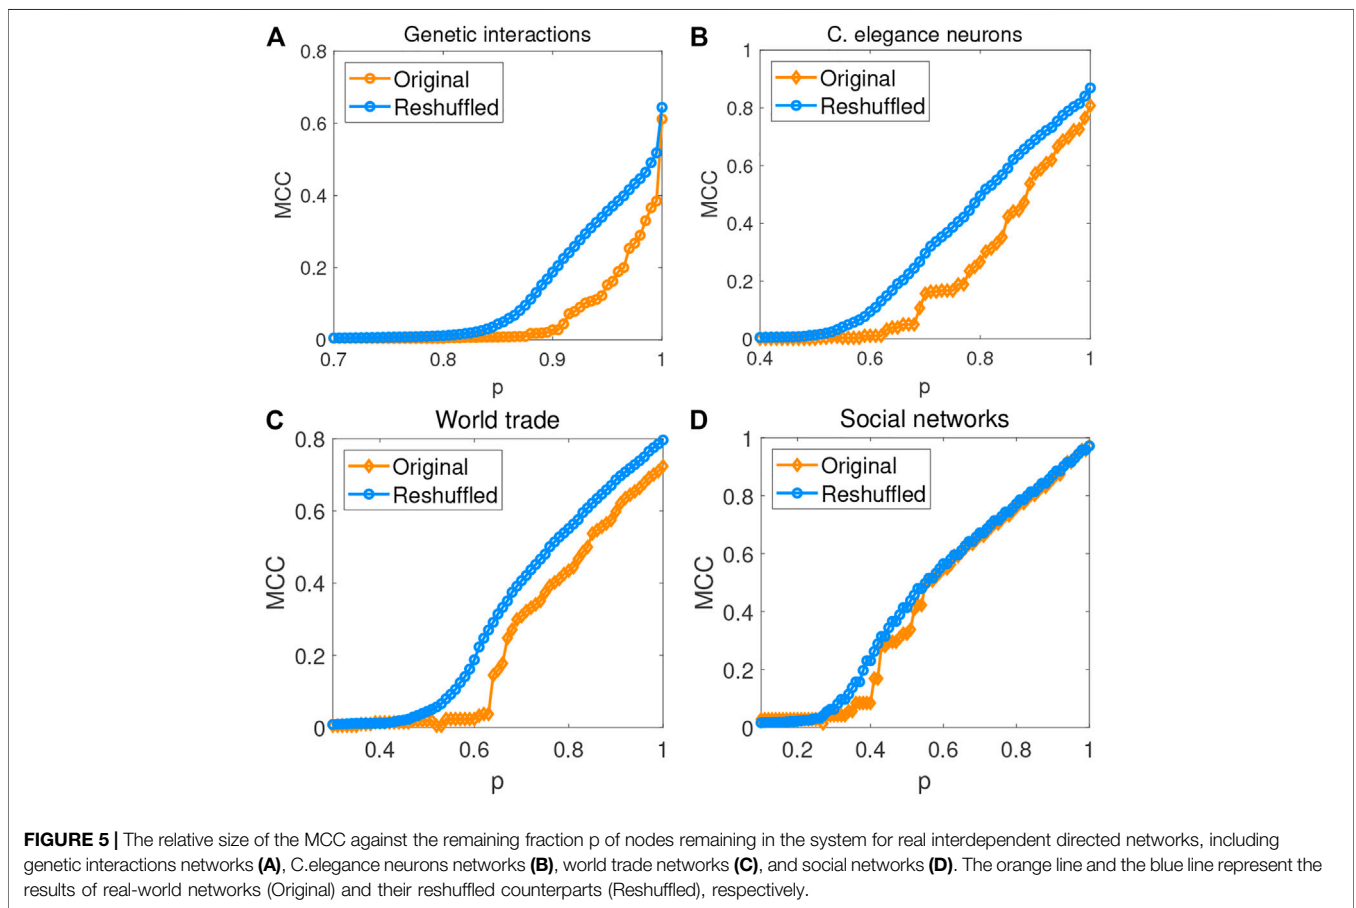 A
Genetic interactions
0.8
0.6
0.4
0.2
0
MCC
Original
Reshuffled
0.7
0.8
0.9
1
p
B
C. elegance neurons
1
0.8
0.6
0.4
0.2
0
MCC
Original
Reshuffled
0.4
0.6
0.8
1
p
C
World trade
0.8
0.6
0.4
0.2
0
MCC
Original
Reshuffled
0.4
0.6
0.8
1
p
D
Social networks
1
0.8
0.6
0.4
0.2
0
MCC
Original
Reshuffled
0.2
0.4
0.6
0.8
1
p
FIGURE 5 | The relative size of the MCC against the remaining fraction p of nodes remaining in the system for real interdependent directed networks, including
genetic interactions networks (A), C.elegance neurons networks (B), world trade networks (C), and social networks (D). The orange line and the blue line represent the
results of real-world networks (Original) and their reshuffled counterparts (Reshuffled), respectively.